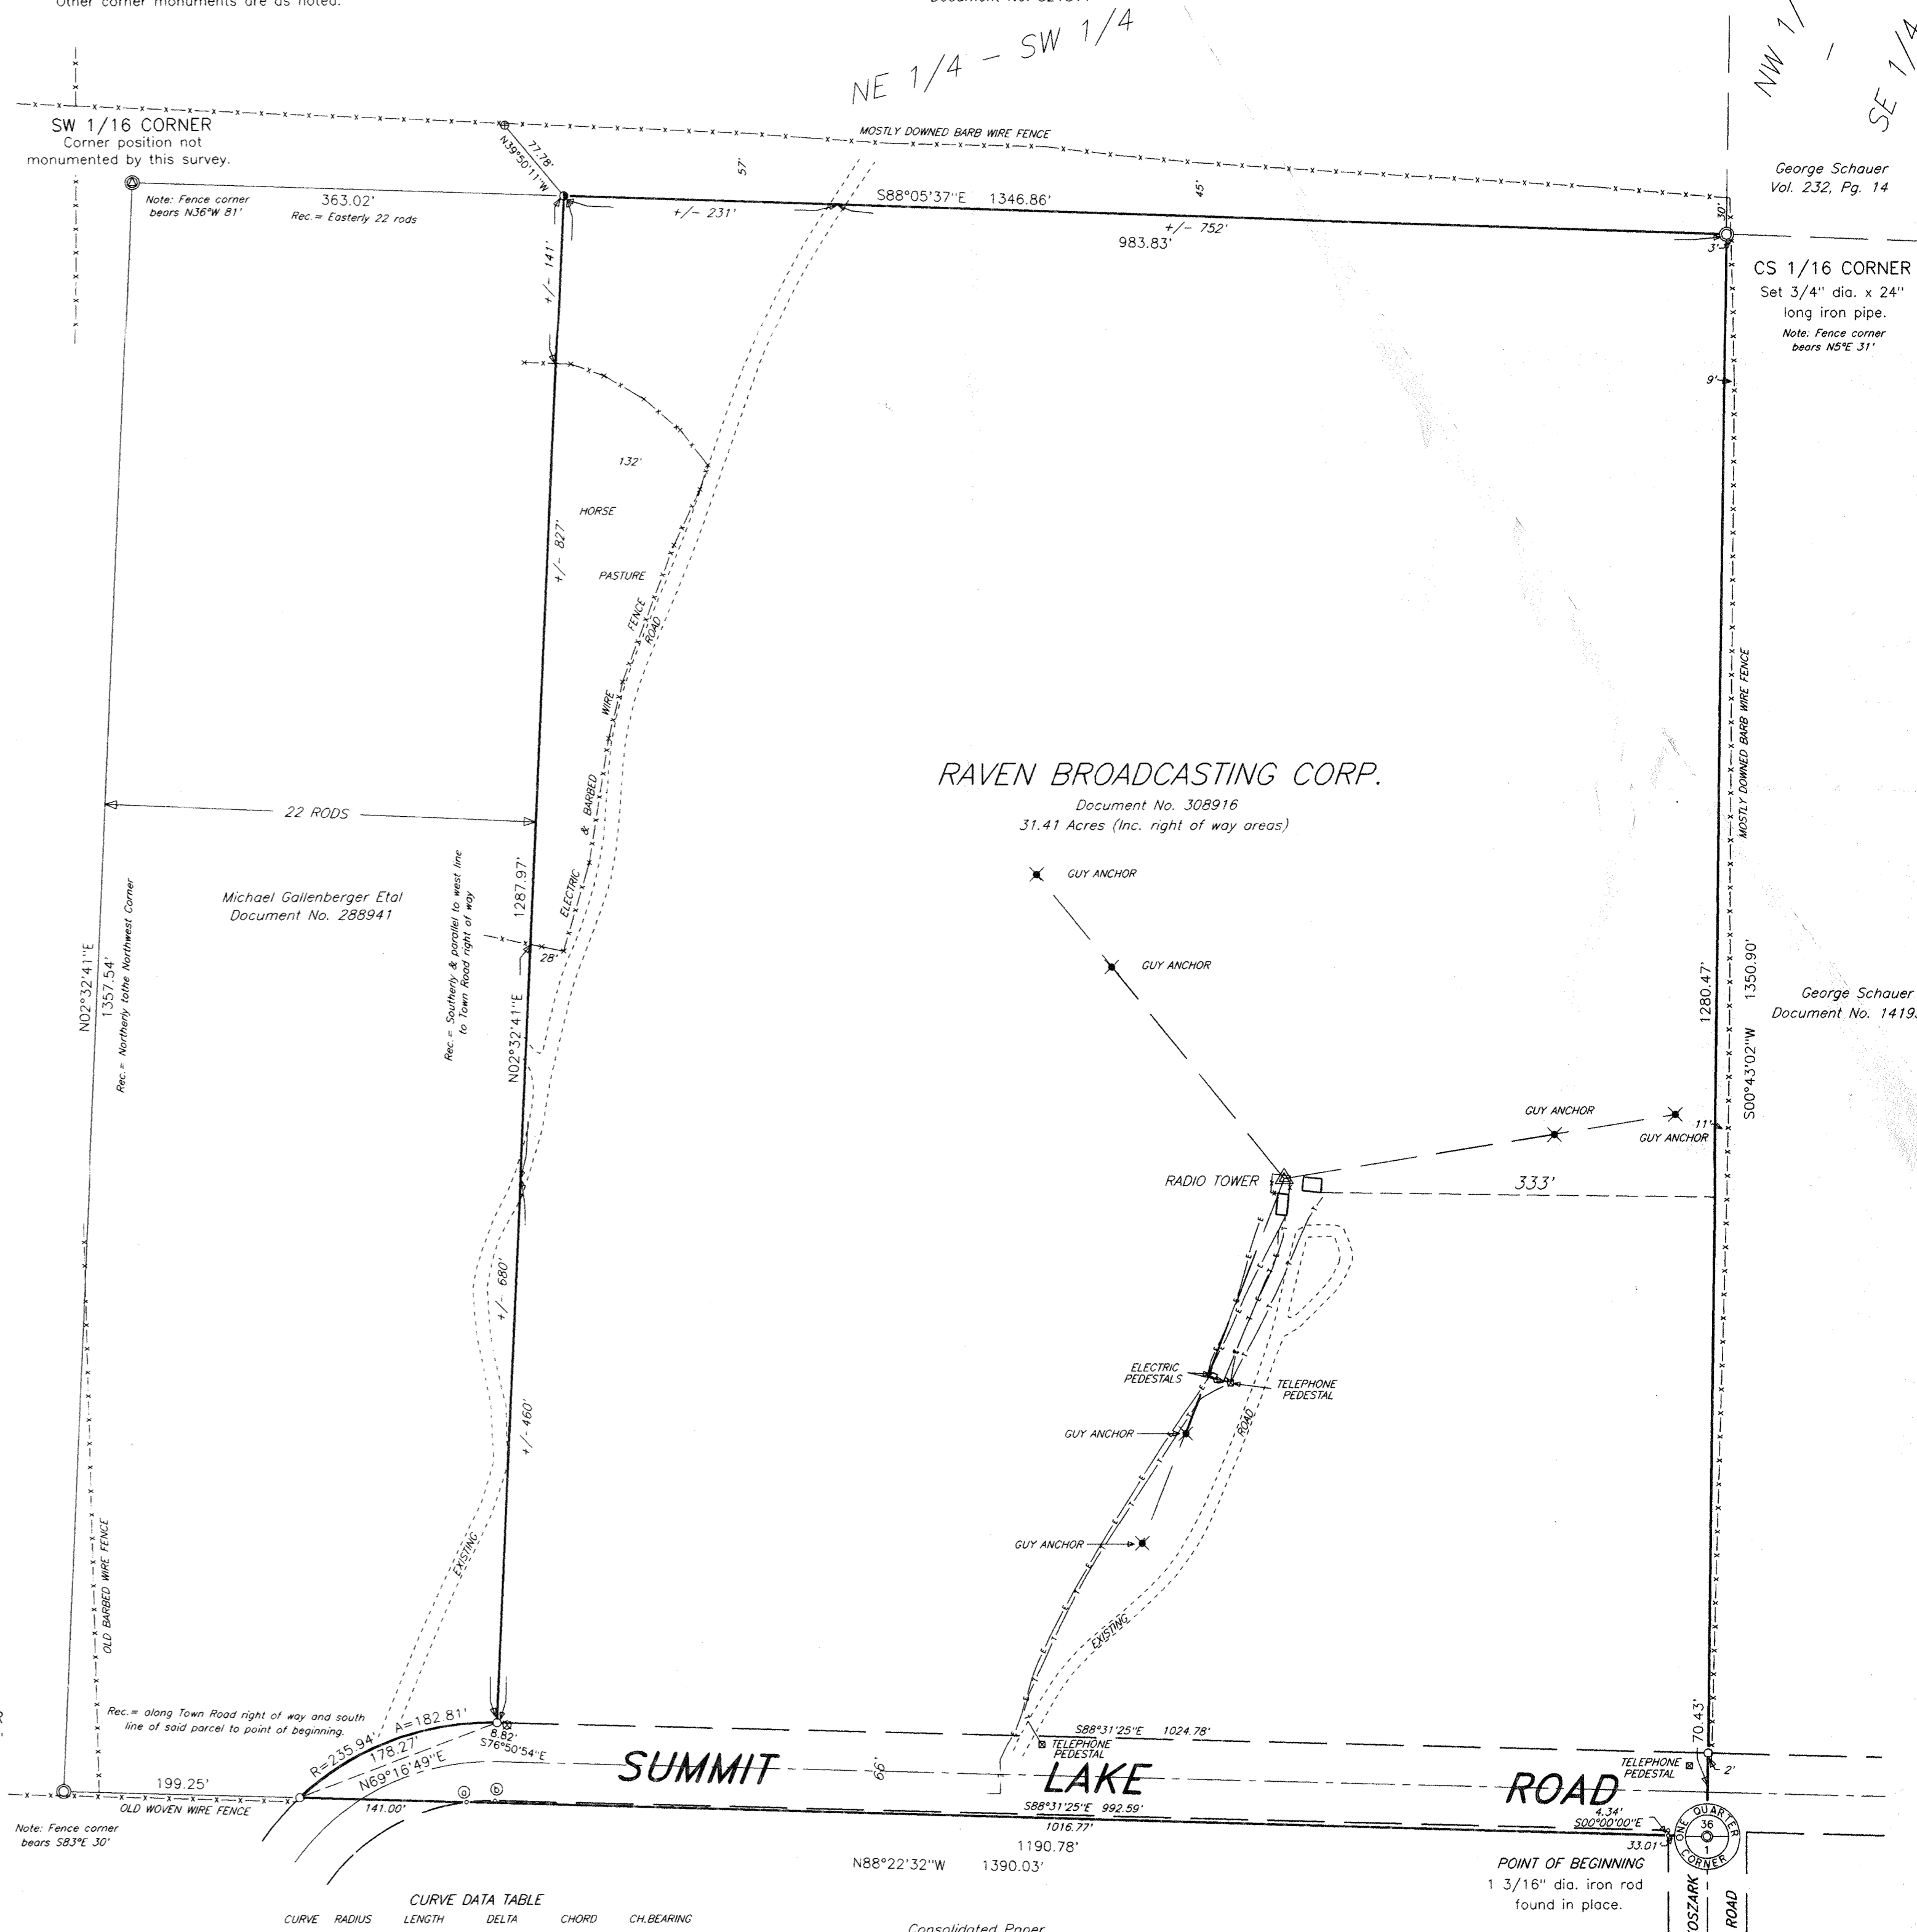 Other corner monuments are as noted.
NE 1/4 - SW 1/4
SE 1/4
MOSTLY DOWNED BARB WIRE FENCE
SW 1/16 CORNER
Corner position not
monumented by this survey.
77.78'
N39°50'11"W
57'
45'
George Schauer
Vol. 232, Pg. 14
Note: Fence corner
bears N36°W 81'
363.02'
Rec.= Easterly 22 rods
+/- 231'
S88°05'37"E 1346.86'
+/- 752'
983.83'
30'
3'
CS 1/16 CORNER
Set 3/4" dia. x 24"
long iron pipe.
Note: Fence corner
bears N5°E 31'
+/- 141'
9'
132'
HORSE
PASTURE
+/- 827'
ELECTRIC & BARBED WIRE FENCE
ROAD
MOSTLY DOWNED BARB WIRE FENCE
RAVEN BROADCASTING CORP.
Document No. 308916
31.41 Acres (Inc. right of way areas)
22 RODS
GUY ANCHOR
Michael Gallenberger Etal
Document No. 288941
Rec.= Northerly tothe Northwest Corner
N02°32'41"E
1357.54'
Rec.= Southerly & parallel to west line
to Town Road right of way
1287.97'
N02°32'41"E
28'
GUY ANCHOR
1280.47'
S00°43'02"W 1350.90'
George Schauer
GUY ANCHOR
11'
GUY ANCHOR
RADIO TOWER
333'
+/- 680'
ELECTRIC
PEDESTALS
TELEPHONE
PEDESTAL
+/- 460'
GUY ANCHOR
ROAD
GUY ANCHOR
EXISTING
EXISTING
OLD BARBED WIRE FENCE
Rec.= along Town Road right of way and south
line of said parcel to point of beginning.
A=182.81'
R=235.94'
178.27'
N69°16'49"E
8.82'
S76°50'54"E
S88°31'25"E 1024.78'
TELEPHONE
PEDESTAL
70.43'
TELEPHONE
PEDESTAL
2'
SUMMIT LAKE ROAD
66'
199.25'
OLD WOVEN WIRE FENCE
141.00'
a
b
S88°31'25"E 992.59'
1016.77'
1190.78'
N88°22'32"W 1390.03'
4.34'
S00°00'00"E
33.01'
ONE QUARTER CORNER
36
1
Note: Fence corner
bears S83°E 30'
POINT OF BEGINNING
1 3/16" dia. iron rod
found in place.
ROAD
CURVE DATA TABLE
CURVE RADIUS LENGTH DELTA CHORD CH.BEARING
Consolidated Paper